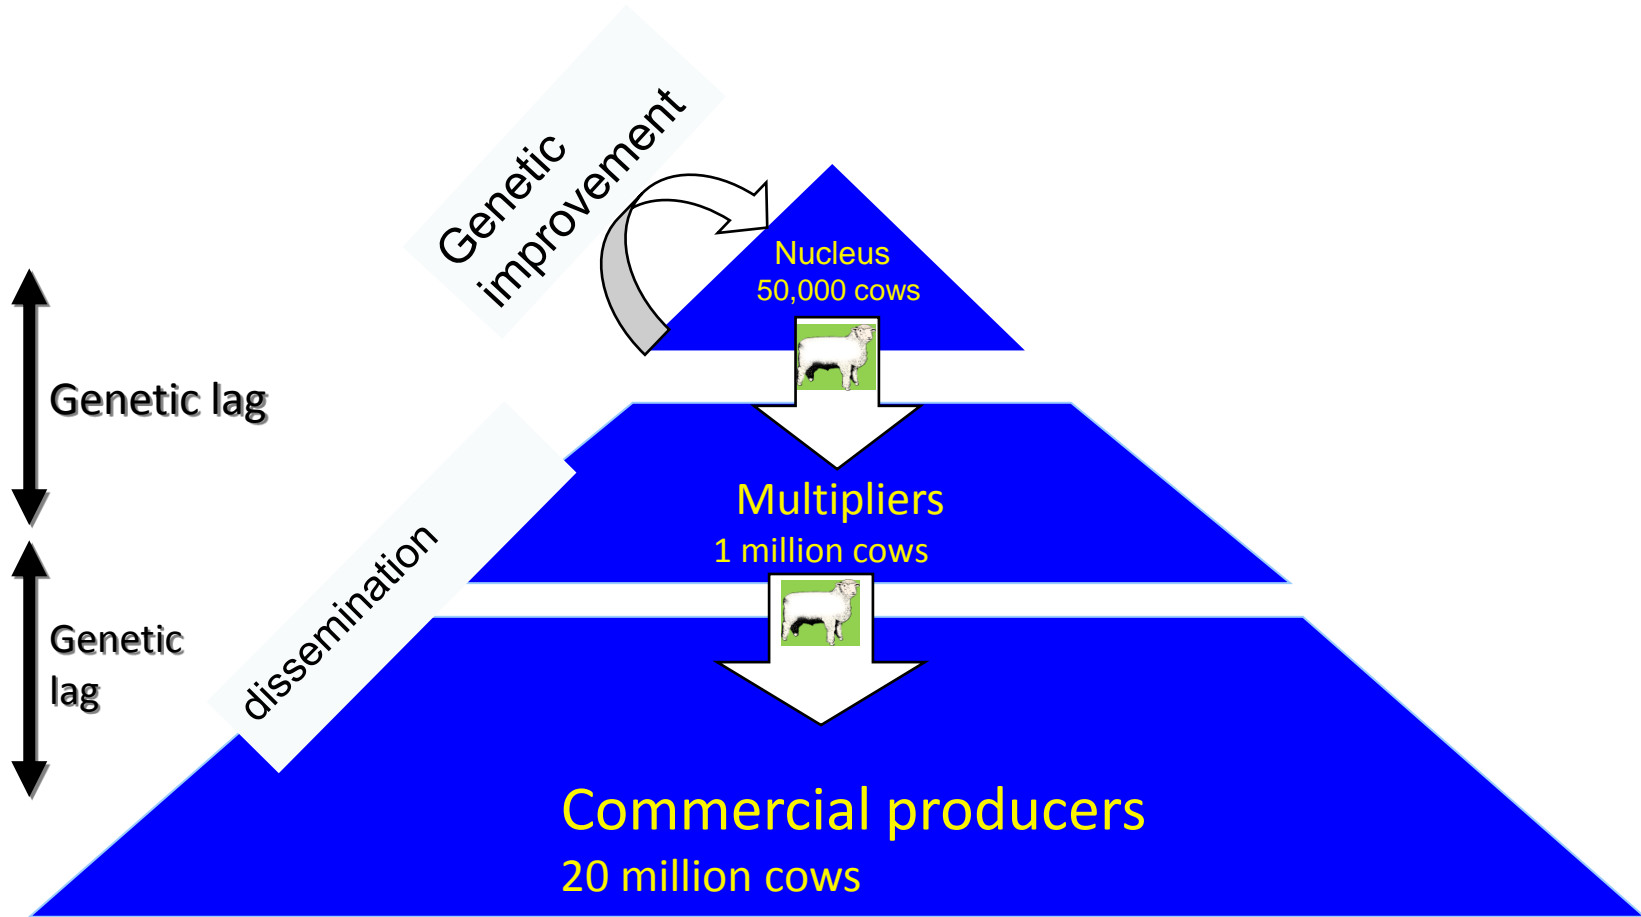 Genetic
improvement
Nucleus
50,000 cows
Genetic lag
Multipliers
1 million cows
dissemination
Genetic
lag
Commercial producers
20 million cows